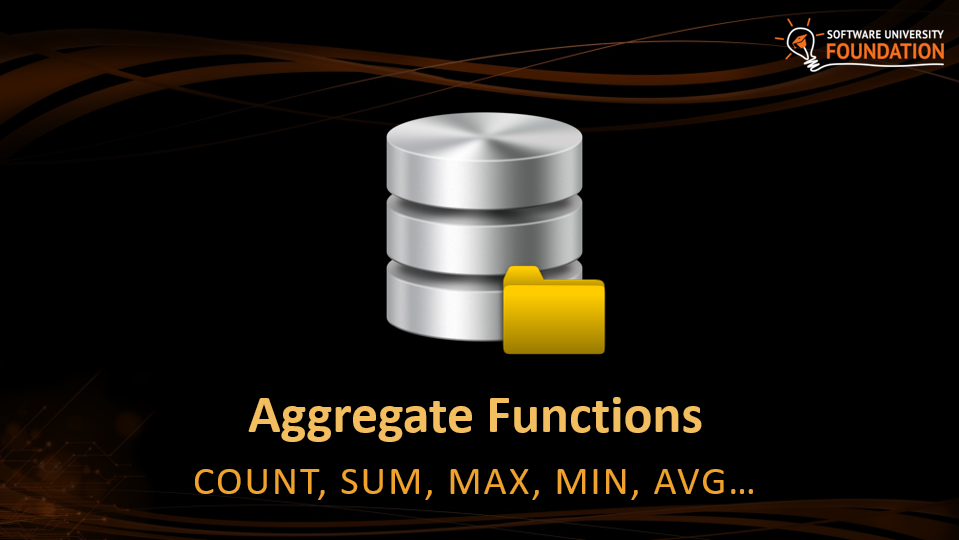 SOFTWARE UNIVERSITY
FOUNDATION
Aggregate Functions
COUNT, SUM, MAX, MIN, AVG…